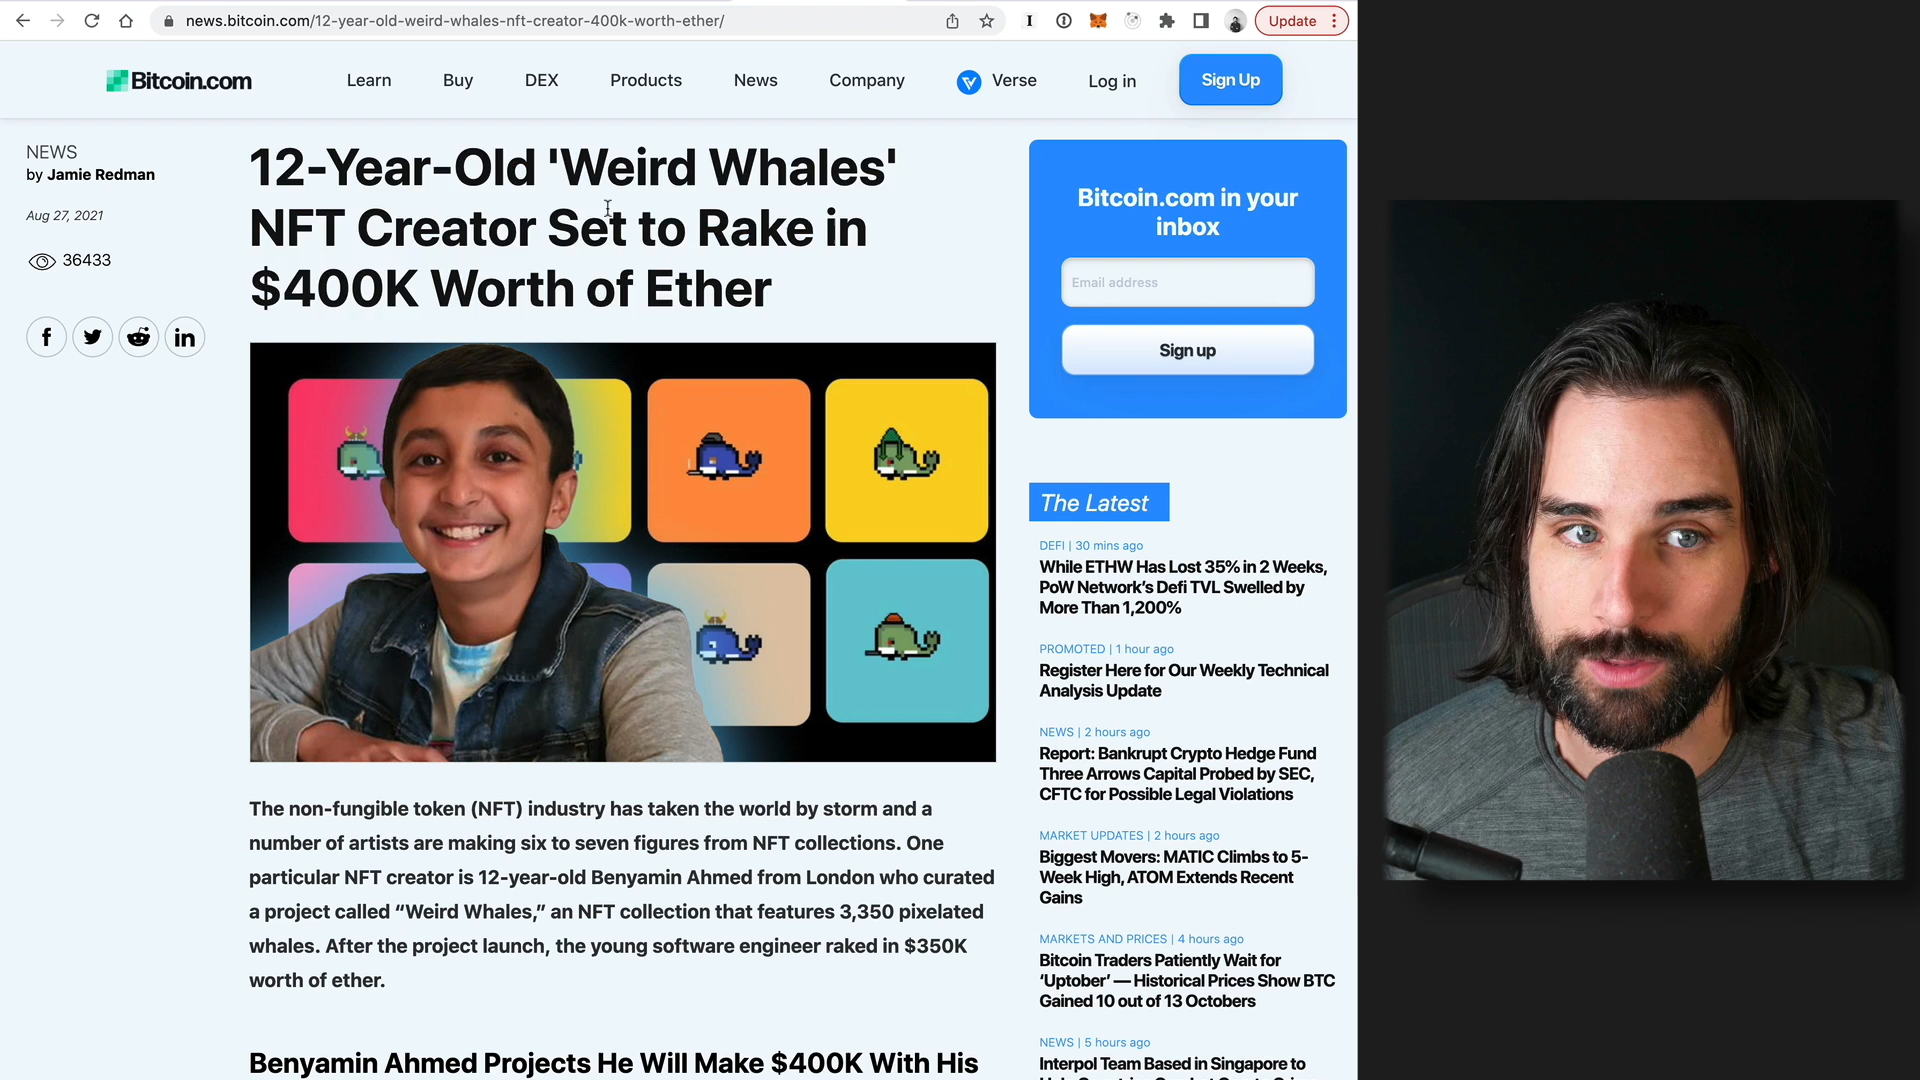 news.bitcoin.com/12-year-old-weird-whales-nft-creator-400k-worth-ether/
Update
Bitcoin.com
Learn
Buy
DEX
Products
News
Company
Verse
Log in
Sign Up
NEWS
by Jamie Redman
Aug 27, 2021
36433
12-Year-Old 'Weird Whales'
NFT Creator Set to Rake in
$400K Worth of Ether
The non-fungible token (NFT) industry has taken the world by storm and a
number of artists are making six to seven figures from NFT collections. One
particular NFT creator is 12-year-old Benyamin Ahmed from London who curated
a project called “Weird Whales,” an NFT collection that features 3,350 pixelated
whales. After the project launch, the young software engineer raked in $350K
worth of ether.
Benyamin Ahmed Projects He Will Make $400K With His
Bitcoin.com in your
inbox
Email address
Sign up
The Latest
DEFI | 30 mins ago
While ETHW Has Lost 35% in 2 Weeks,
PoW Network’s Defi TVL Swelled by
More Than 1,200%
PROMOTED | 1 hour ago
Register Here for Our Weekly Technical
Analysis Update
NEWS | 2 hours ago
Report: Bankrupt Crypto Hedge Fund
Three Arrows Capital Probed by SEC,
CFTC for Possible Legal Violations
MARKET UPDATES | 2 hours ago
Biggest Movers: MATIC Climbs to 5-
Week High, ATOM Extends Recent
Gains
MARKETS AND PRICES | 4 hours ago
Bitcoin Traders Patiently Wait for
‘Uptober’ — Historical Prices Show BTC
Gained 10 out of 13 Octobers
NEWS | 5 hours ago
Interpol Team Based in Singapore to